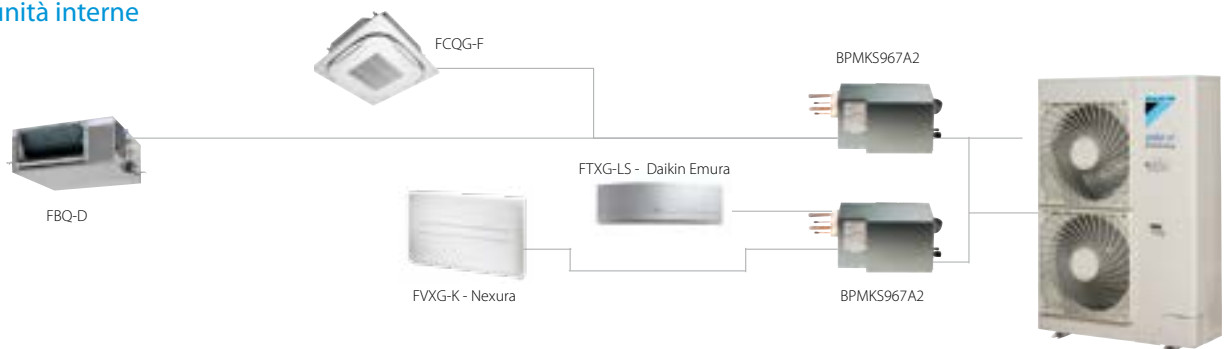 unità interne
FCQG-F
BPMKS967A2
FTXG-LS - Daikin Emura
FBQ-D
FVXG-K - Nexura
BPMKS967A2